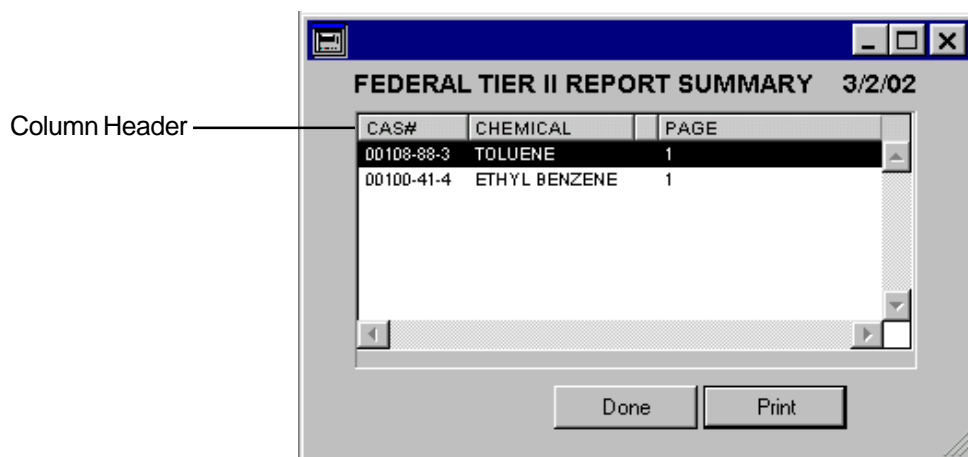 FEDERAL TIER II REPORT SUMMARY 3/2/02
Column Header
CAS# CHEMICAL PAGE
00108-88-3 TOLUENE 1
00100-41-4 ETHYL BENZENE 1
Done Print